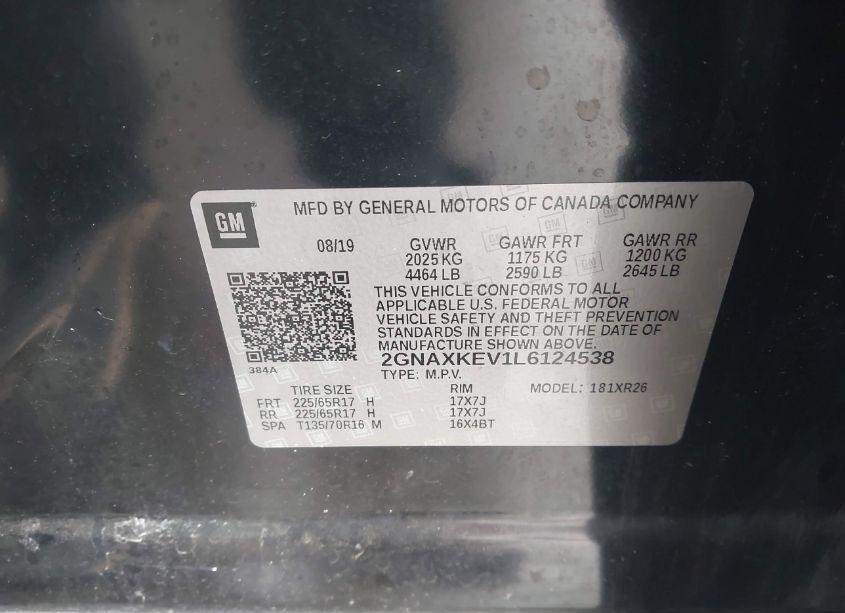 GM
MFD BY GENERAL MOTORS OF CANADA COMPANY
08/19 GVWR GAWR FRT GAWR RR
2025 KG 1175 KG 1200 KG
4464 LB 2590 LB 2645 LB
THIS VEHICLE CONFORMS TO ALL
APPLICABLE U.S. FEDERAL MOTOR
VEHICLE SAFETY AND THEFT PREVENTION
STANDARDS IN EFFECT ON THE DATE OF
MANUFACTURE SHOWN ABOVE.
2GNAXKEV1L6124538
384A
TYPE: M.P.V.
TIRE SIZE RIM MODEL: 181XR26
FRT 225/65R17 H 17X7J
RR 225/65R17 H 17X7J
SPA T135/70R16 M 16X4BT